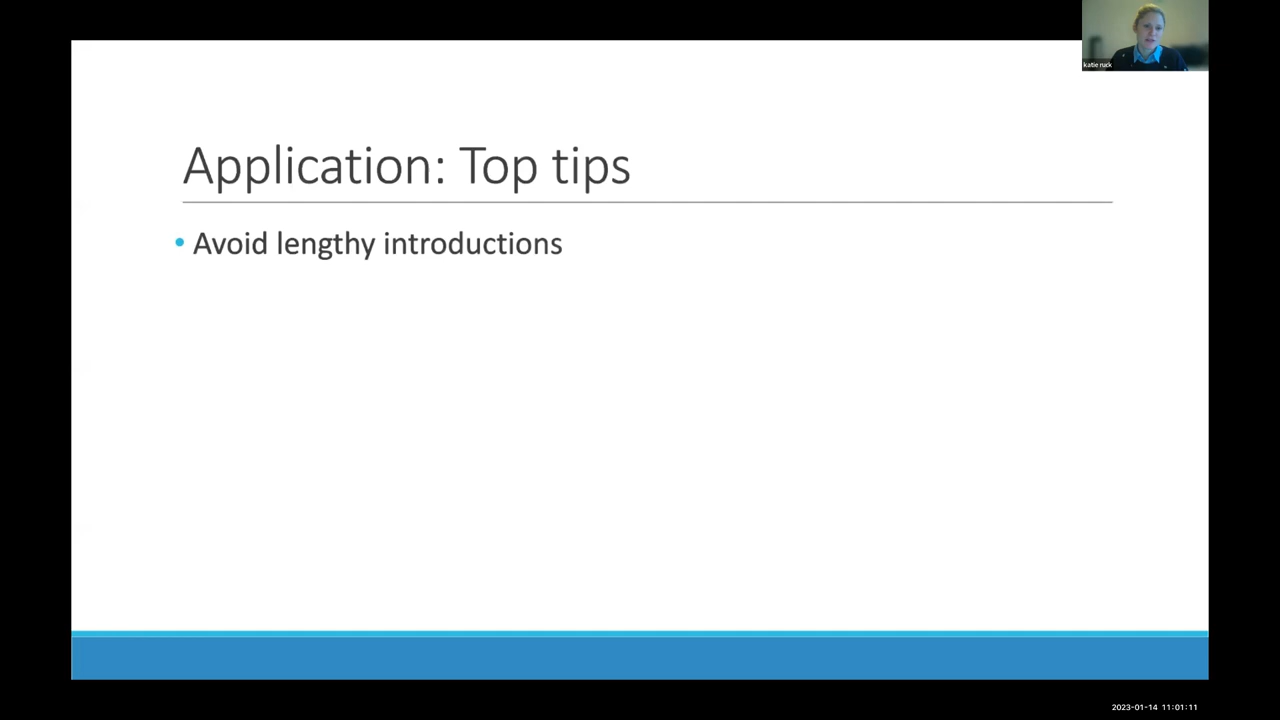 katie ruck
Application: Top tips
• Avoid lengthy introductions
2023-01-14 11:01:11